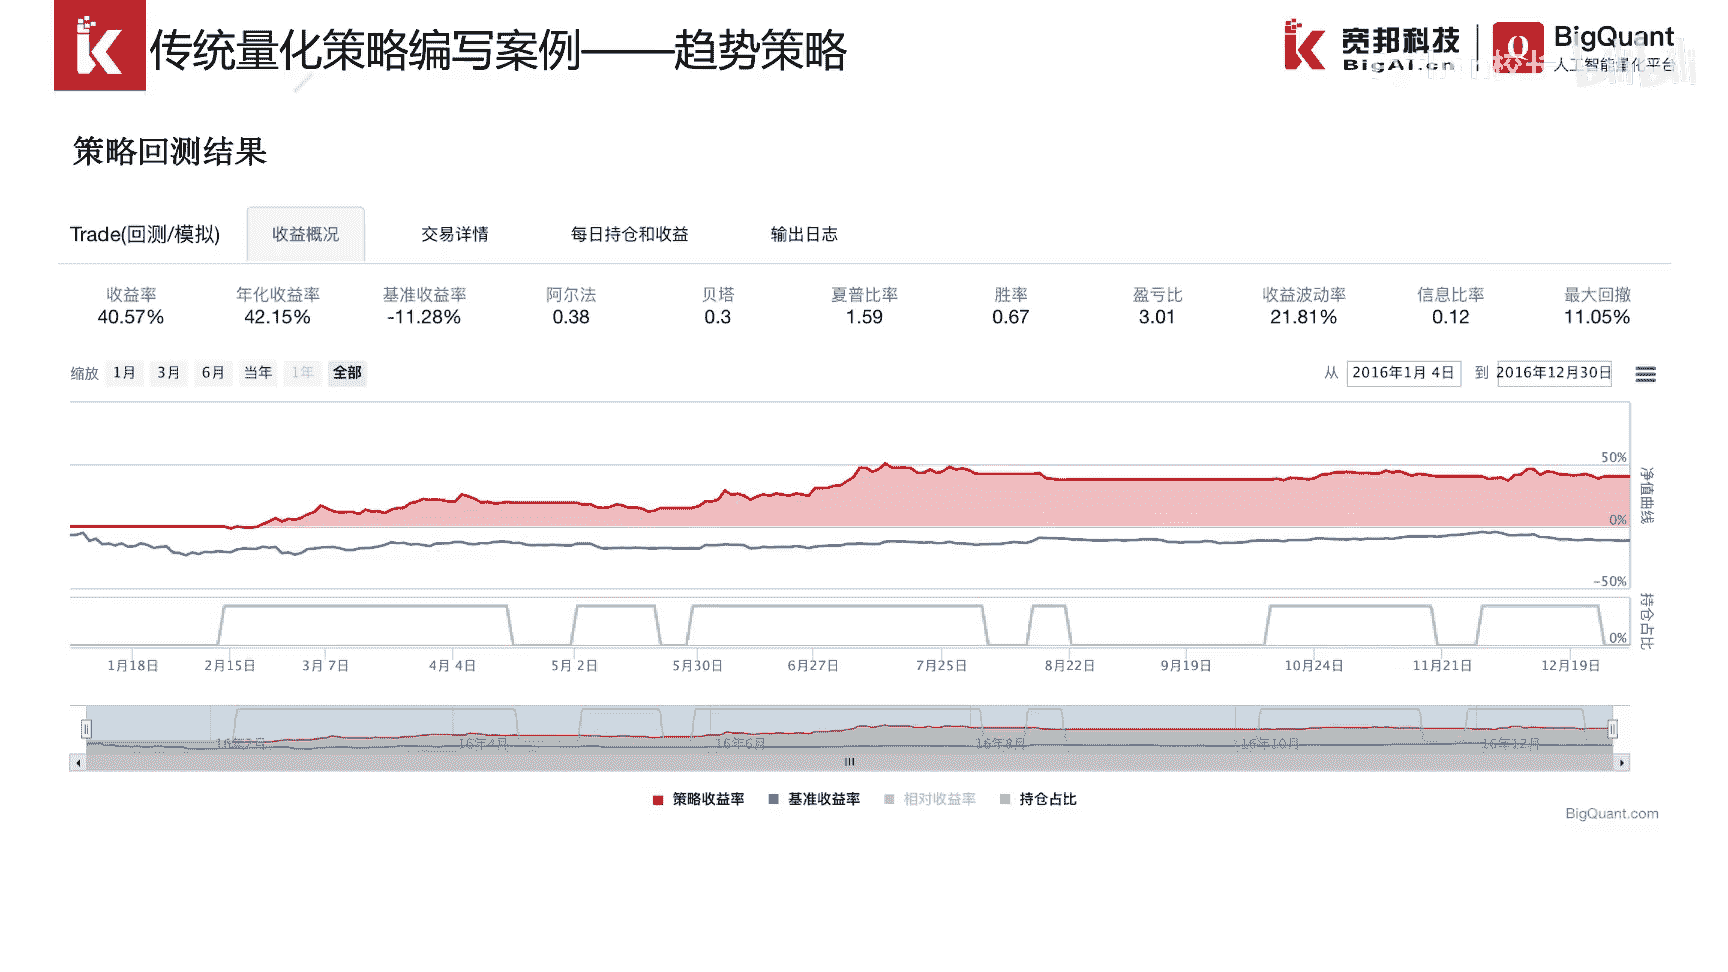 传统量化策略编写案例——趋势策略
宽邦科技
BigAI.cn
BigQuant
人工智能量化平台
策略回测结果
Trade(回测/模拟) 收益概况 交易详情 每日持仓和收益 输出日志
收益率 年化收益率 基准收益率 阿尔法 贝塔 夏普比率 胜率 盈亏比 收益波动率 信息比率 最大回撤
40.57% 42.15% -11.28% 0.38 0.3 1.59 0.67 3.01 21.81% 0.12 11.05%
缩放 1月 3月 6月 当年 1年 全部 从 2016年1月 4日 到 2016年12月30日
50%
0%
-50%
净值曲线
0%
持仓占比
1月18日 2月15日 3月 7日 4月 4日 5月 2日 5月30日 6月27日 7月25日 8月22日 9月19日 10月24日 11月21日 12月19日
16年2月 16年4月 16年6月 16年8月 16年10月 16年12月
策略收益率 基准收益率 相对收益率 持仓占比
BigQuant.com